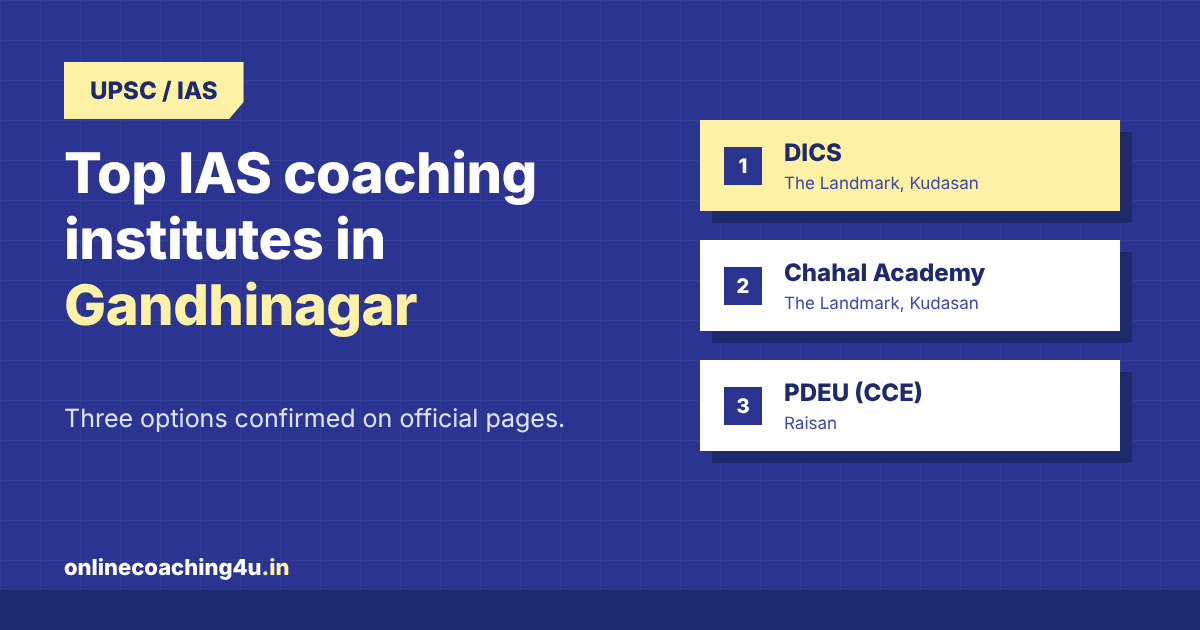 UPSC / IAS
Top IAS coaching
institutes in
Gandhinagar
Three options confirmed on official pages.
1
DICS
The Landmark, Kudasan
2
Chahal Academy
The Landmark, Kudasan
3
PDEU (CCE)
Raisan
onlinecoaching4u.in